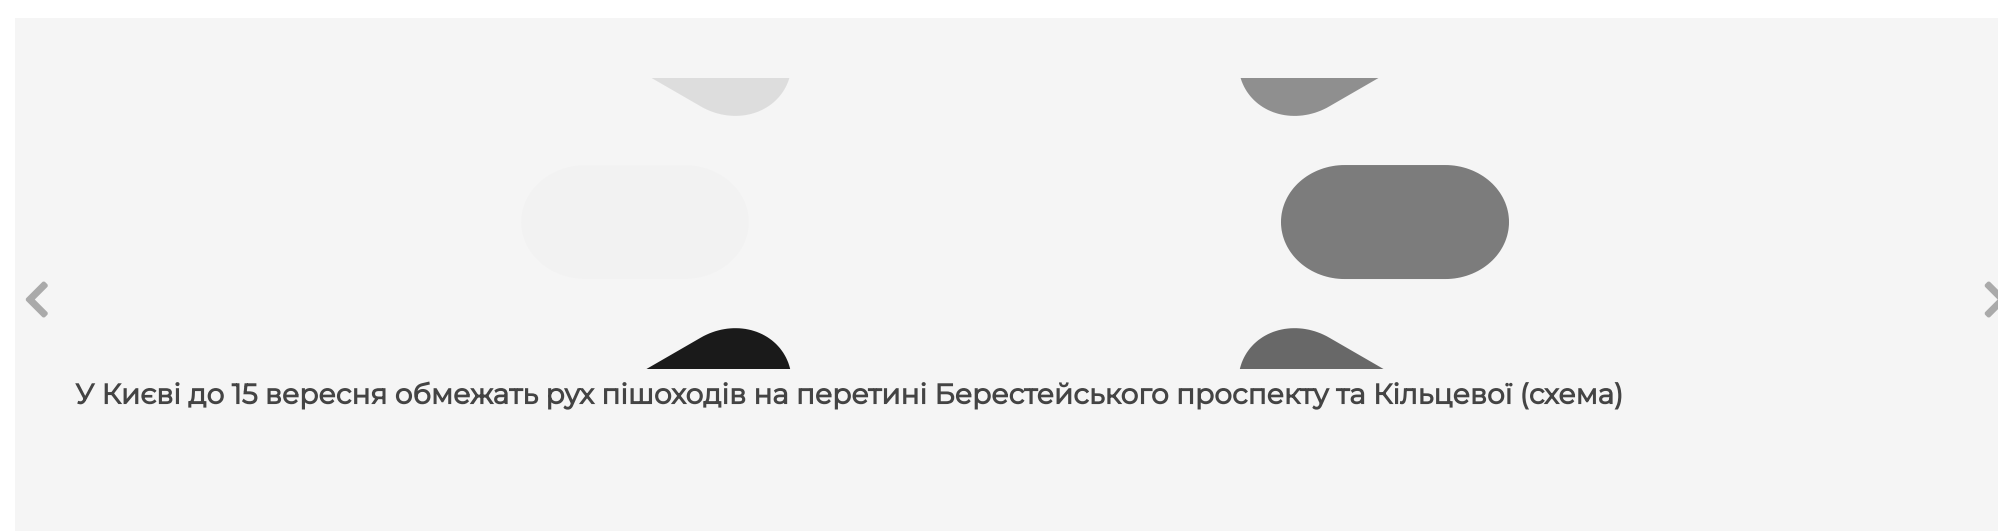 У Києві до 15 вересня обмежать рух пішоходів на перетині Берестейського проспекту та Кільцевої (схема)